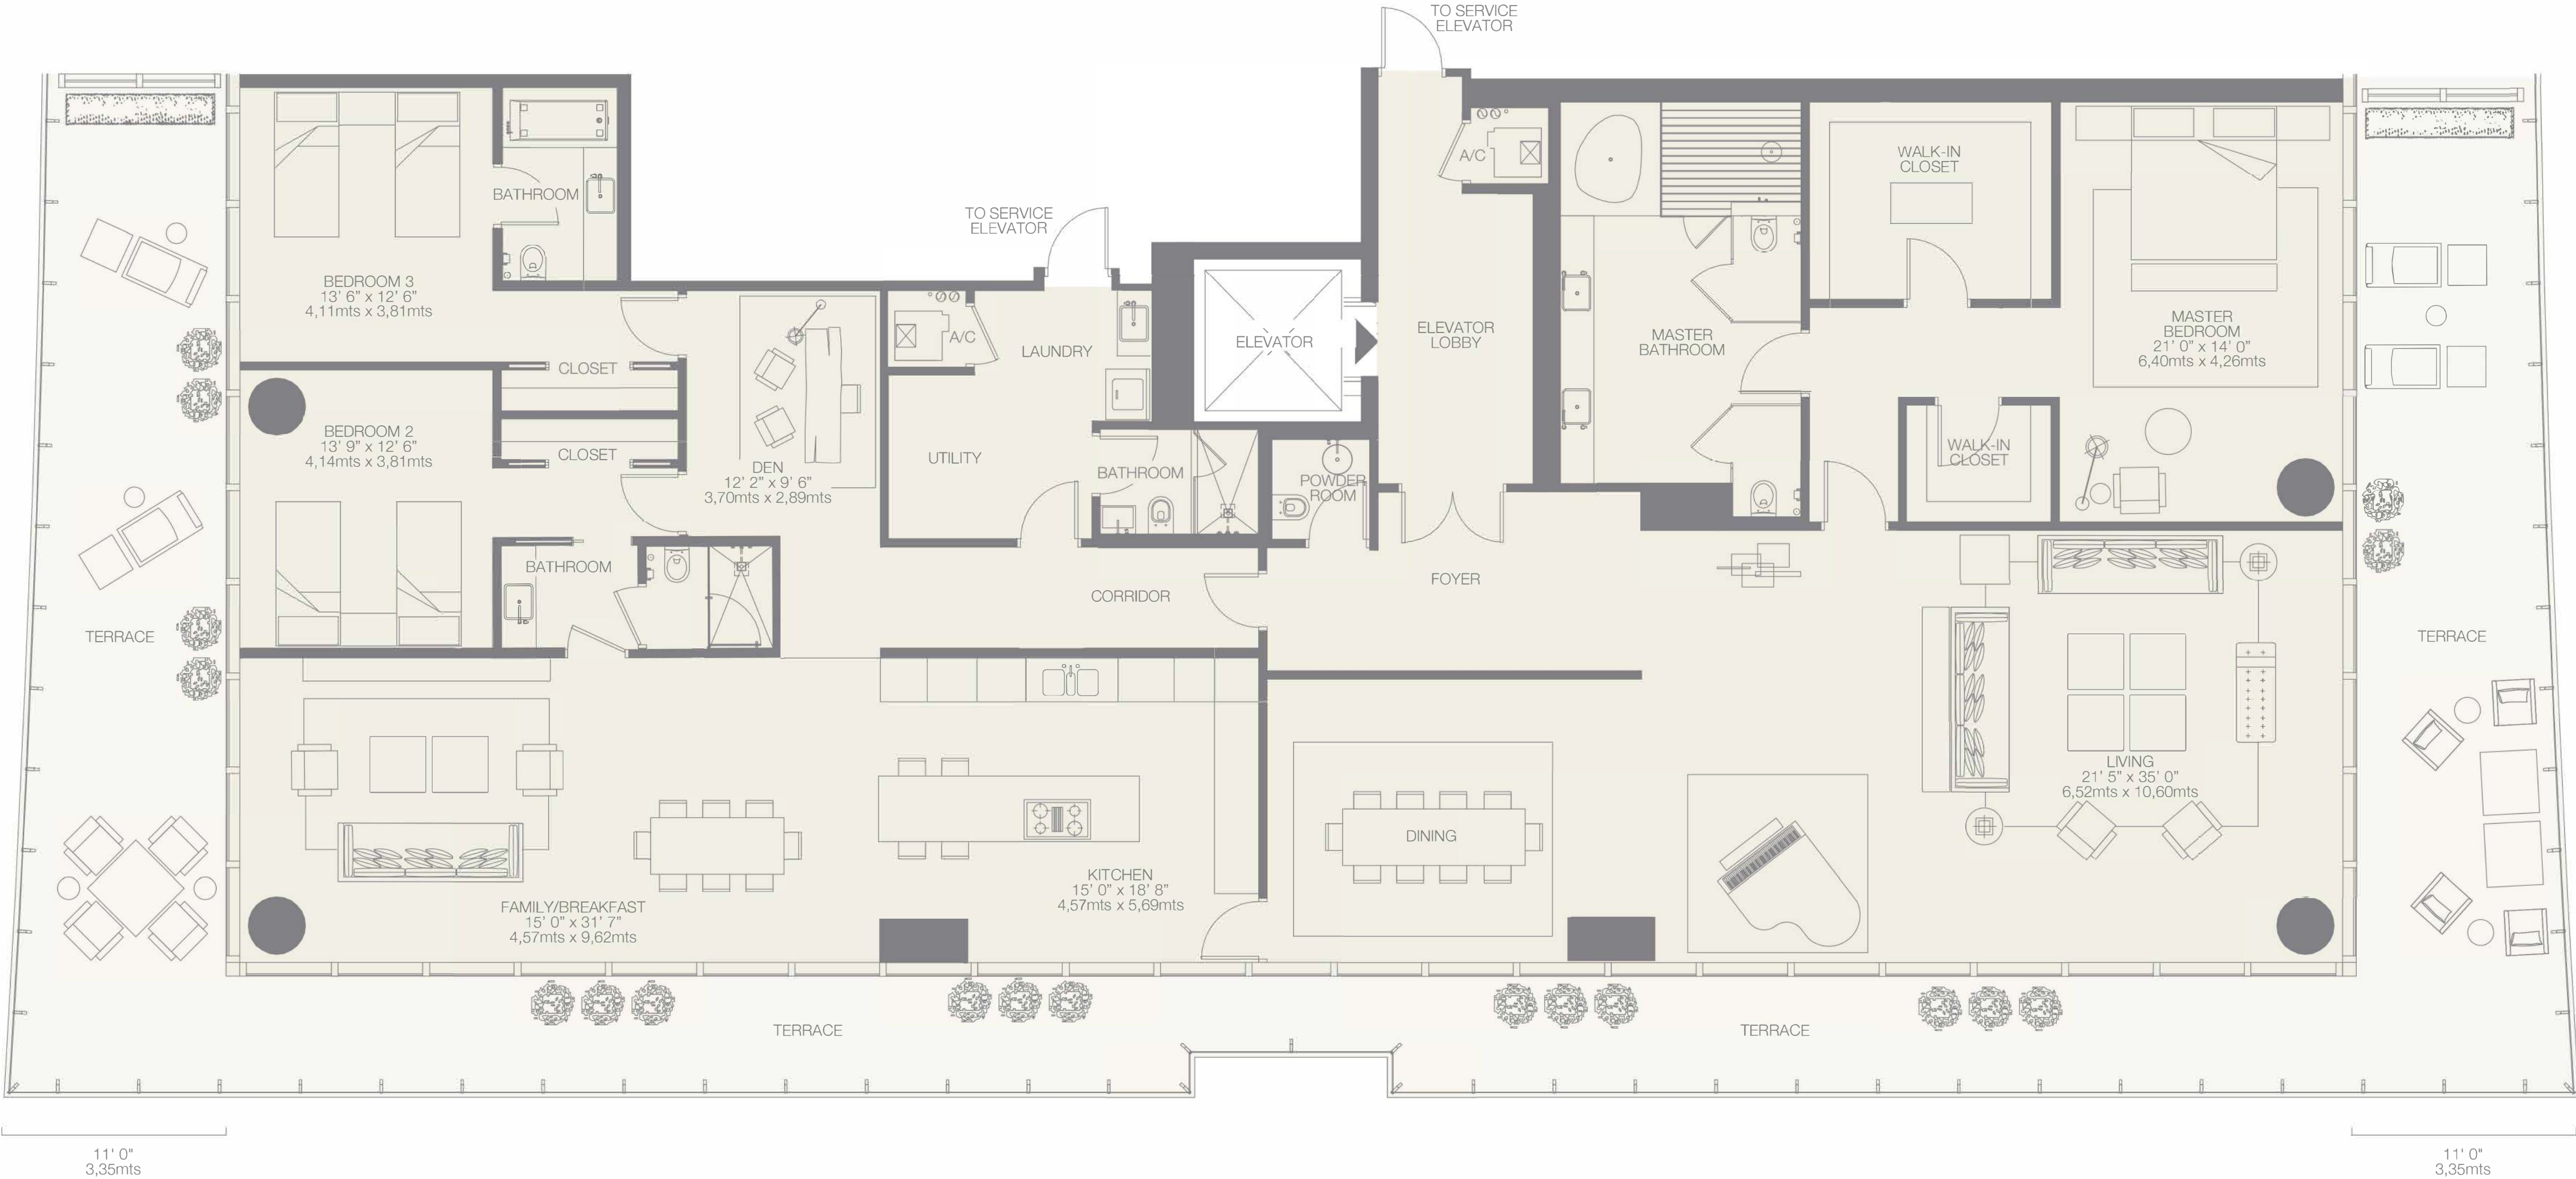 TO SERVICE
ELEVATOR
TO SERVICE
ELEVATOR
BEDROOM 3
13' 6" x 12' 6"
4,11mts x 3,81mts
BATHROOM
CLOSET
CLOSET
BEDROOM 2
13' 9" x 12' 6"
4,14mts x 3,81mts
BATHROOM
DEN
12' 2" x 9' 6"
3,70mts x 2,89mts
A/C
LAUNDRY
UTILITY
BATHROOM
ELEVATOR
POWDER
ROOM
ELEVATOR
LOBBY
A/C
MASTER
BATHROOM
WALK-IN
CLOSET
WALK-IN
CLOSET
MASTER
BEDROOM
21' 0" x 14' 0"
6,40mts x 4,26mts
CORRIDOR
FOYER
TERRACE
TERRACE
FAMILY/BREAKFAST
15' 0" x 31' 7"
4,57mts x 9,62mts
KITCHEN
15' 0" x 18' 8"
4,57mts x 5,69mts
DINING
LIVING
21' 5" x 35' 0"
6,52mts x 10,60mts
TERRACE
TERRACE
11' 0"
3,35mts
11' 0"
3,35mts